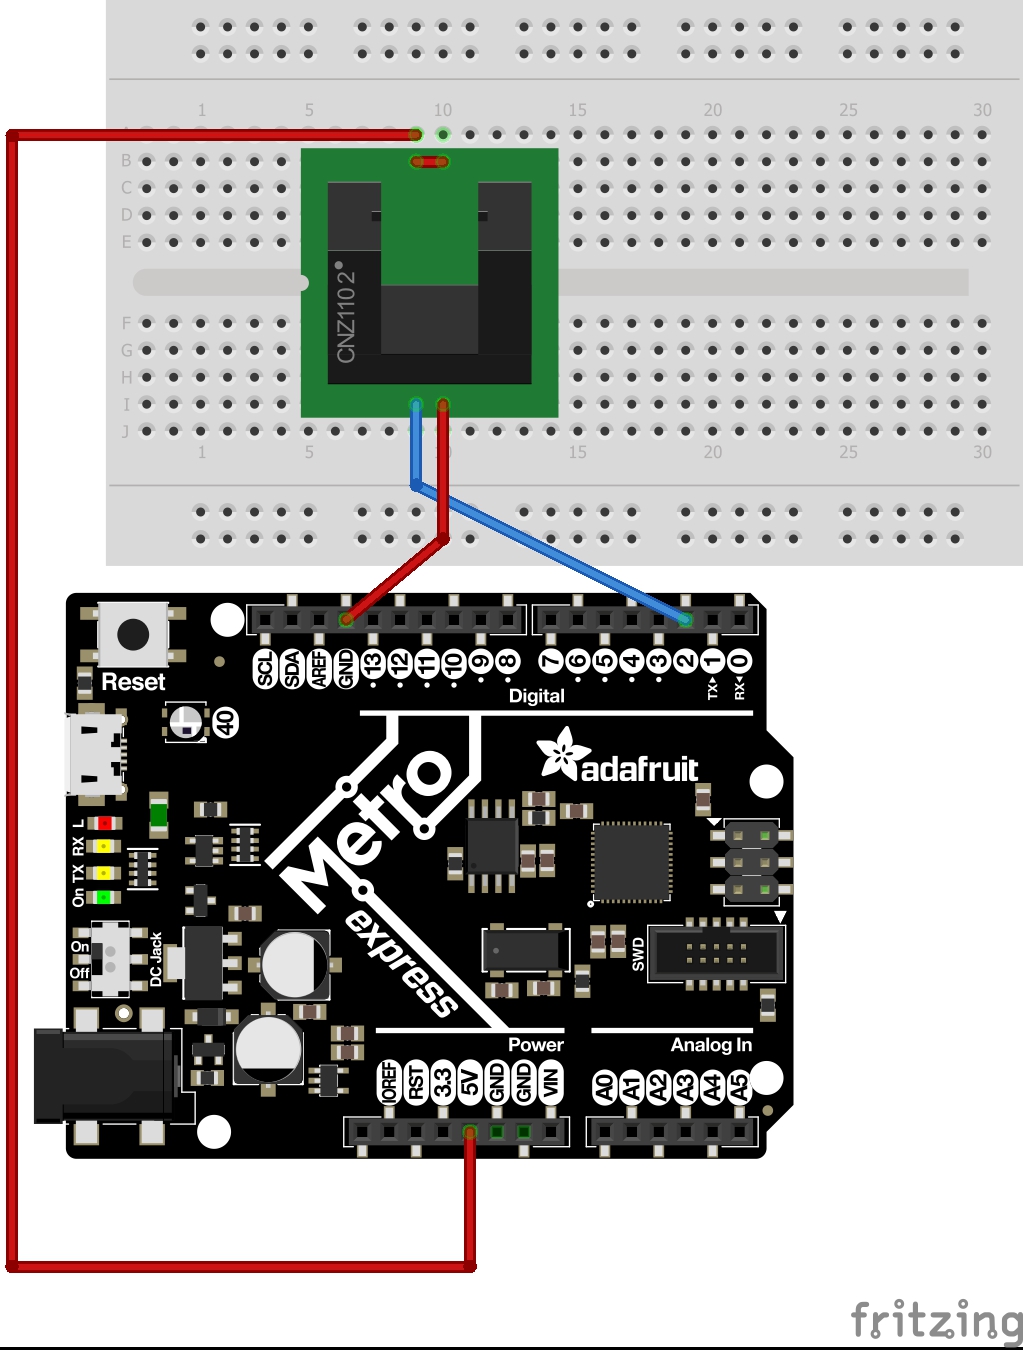 1 5 10 15 20 25 30
A
B
C
D
E
CNZ1102
F
G
H
I
J
1 5 10 15 20 25 30
SCL SDA AREF GND 13 12 11 10 9 8 7 6 5 4 3 2 1 0
TX RX
Reset
Digital
40
adafruit
Metro
express
L
RX
TX
On
On
Off
DC Jack
SWD
Power
Analog In
IOREF RST 3.3 5V GND GND VIN A0 A1 A2 A3 A4 A5
fritzing